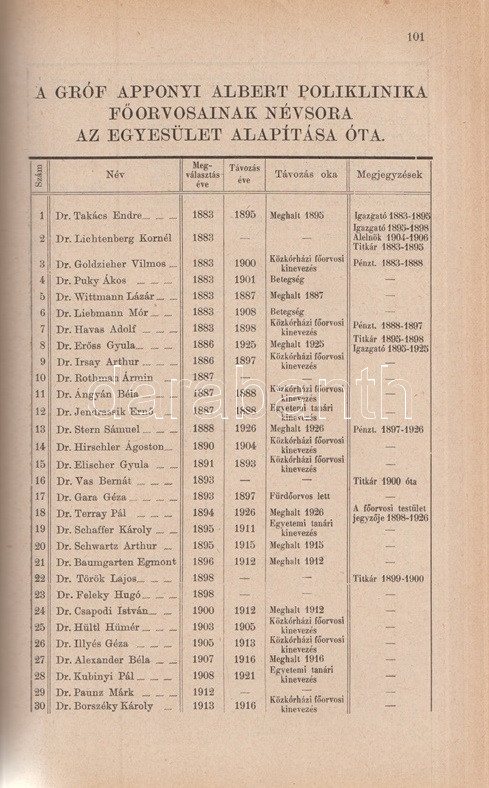 101
A GRÓF APPONYI ALBERT POLIKLINIKA
FŐORVOSAINAK NÉVSORA
AZ EGYESÜLET ALAPÍTÁSA ÓTA.
Szám Név Meg-választás éve Távozás éve Távozás oka Megjegyzések
1 Dr. Takács Endre 1883 1895 Meghalt 1895 Igazgató 1883-1895
2 Dr. Lichtenberg Kornél 1883 — — Igazgató 1895-1898 Alelnök 1904-1906 Titkár 1883-1895
3 Dr. Goldzieher Vilmos 1883 1900 Közkórházi főorvosi kinevezés Pénzt. 1883-1888
4 Dr. Puky Ákos 1883 1901 Betegség —
5 Dr. Wittmann Lázár 1883 1887 Meghalt 1887 —
6 Dr. Liebmann Mór 1883 1908 Betegség —
7 Dr. Havas Adolf 1883 1898 Közkórházi főorvosi kinevezés Pénzt. 1888-1897
8 Dr. Erőss Gyula 1886 1925 Meghalt 1925 Titkár 1895-1898 Igazgató 1895-1925
9 Dr. Irsay Arthur 1886 1897 Közkórházi főorvosi kinevezés —
10 Dr. Rothman Ármin 1887 — — —
11 Dr. Angyán Béla 1887 1888 Közkórházi főorvosi kinevezés —
12 Dr. Jendrassik Ernő 1887 1888 Egyetemi tanári kinevezés —
13 Dr. Stern Sámuel 1888 1926 Meghalt 1926 Pénzt. 1897-1926
14 Dr. Hirschler Ágoston 1890 1904 Közkórházi főorvosi kinevezés —
15 Dr. Elischer Gyula 1891 1893 Közkórházi főorvosi kinevezés —
16 Dr. Vas Bernát 1893 — — Titkár 1900 óta
17 Dr. Gara Géza 1893 1897 Fürdőorvos lett —
18 Dr. Terray Pál 1894 1926 Meghalt 1926 A főorvosi testület jegyzője 1898-1926
19 Dr. Schaffer Károly 1895 1911 Egyetemi tanári kinevezés —
20 Dr. Schwartz Arthur 1895 1915 Meghalt 1915 —
21 Dr. Baumgarten Egmont 1896 1912 Meghalt 1912 —
22 Dr. Török Lajos 1898 — — Titkár 1899-1900
23 Dr. Feleky Hugó 1898 — — —
24 Dr. Csapodi István 1900 1912 Meghalt 1912 —
25 Dr. Hültl Hümér 1903 1905 Közkórházi főorvosi kinevezés —
26 Dr. Illyés Géza 1905 1913 Közkórházi főorvosi kinevezés —
27 Dr. Alexander Béla 1907 1916 Meghalt 1916 —
28 Dr. Kubinyi Pál 1908 1921 Egyetemi tanári kinevezés —
29 Dr. Paunz Márk 1912 — — —
30 Dr. Borszéky Károly 1913 1916 Közkórházi főorvosi kinevezés —
darabanth